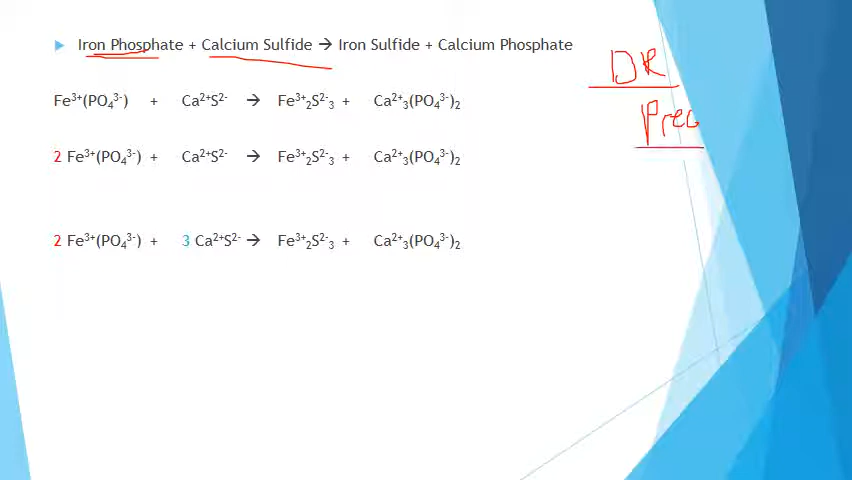 Iron Phosphate + Calcium Sulfide → Iron Sulfide + Calcium Phosphate
DR
Fe³⁺(PO₄³⁻) + Ca²⁺S²⁻ → Fe³⁺₂S²⁻₃ + Ca²⁺₃(PO₄³⁻)₂
Prec
2 Fe³⁺(PO₄³⁻) + Ca²⁺S²⁻ → Fe³⁺₂S²⁻₃ + Ca²⁺₃(PO₄³⁻)₂
2 Fe³⁺(PO₄³⁻) + 3 Ca²⁺S²⁻ → Fe³⁺₂S²⁻₃ + Ca²⁺₃(PO₄³⁻)₂